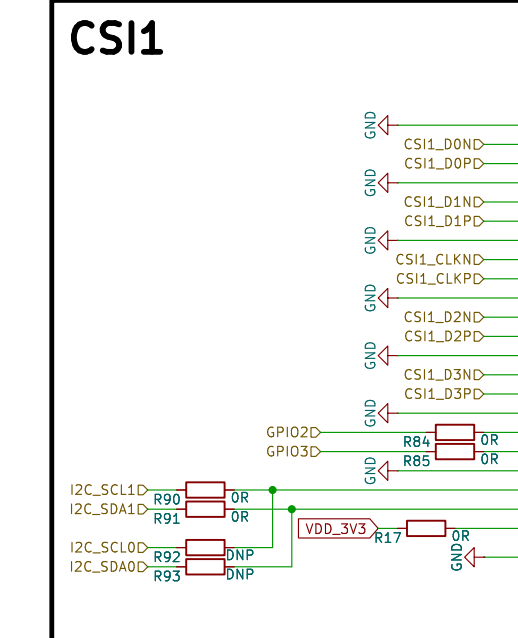 CSI1
GND
CSI1_D0N
CSI1_D0P
GND
CSI1_D1N
CSI1_D1P
GND
CSI1_CLKN
CSI1_CLKP
GND
CSI1_D2N
CSI1_D2P
GND
CSI1_D3N
CSI1_D3P
GND
GPIO2
R84 0R
GPIO3
R85 0R
GND
I2C_SCL1
R90 0R
I2C_SDA1
R91 0R
VDD_3V3
R17 0R
I2C_SCL0
R92 DNP
GND
I2C_SDA0
R93 DNP